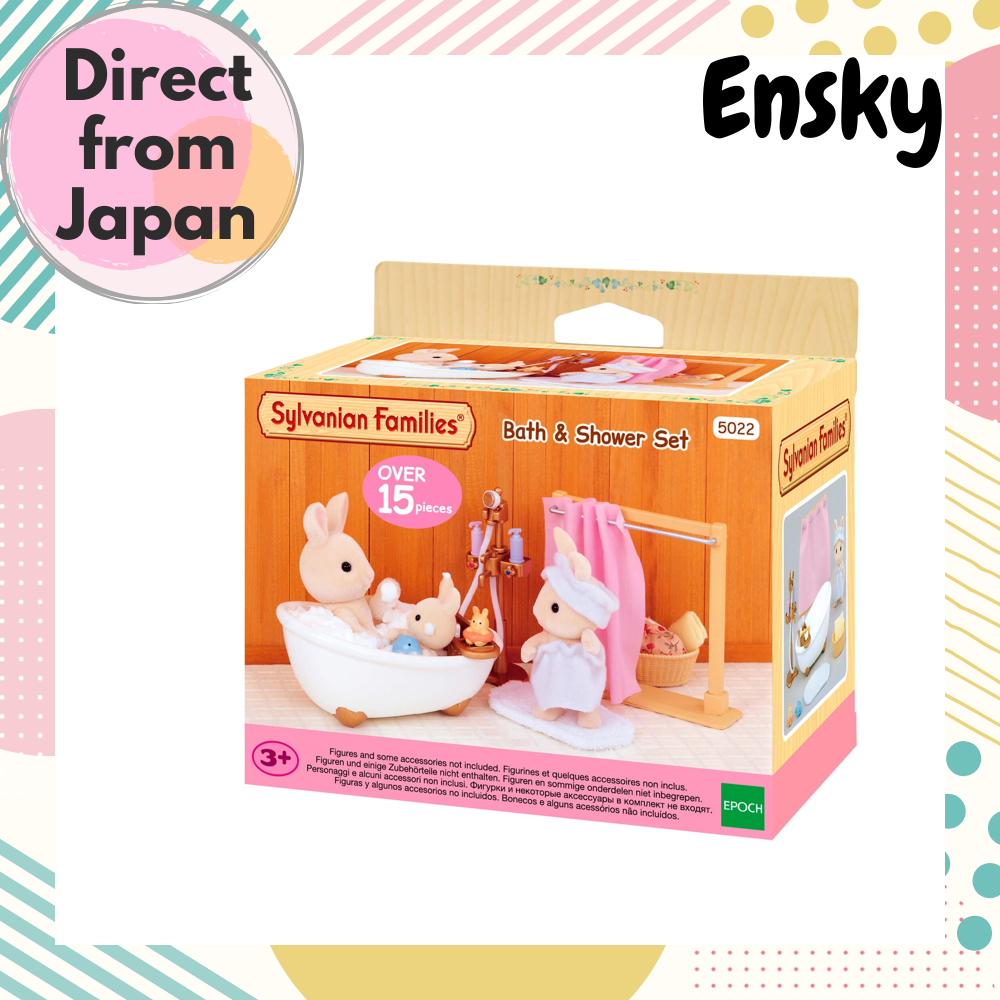 Direct
from
Japan
Ensky
Sylvanian Families®
Bath & Shower Set
5022
OVER
15 pieces
Sylvanian Families®
3+
Figures and some accessories not included. Figurines et quelques accessoires non inclus.
Figuren und einige Zubehörteile nicht enthalten. Figuren en sommige onderdelen niet inbegrepen.
Personaggi e alcuni accessori non inclusi. Фигурки и некоторые аксессуары в комплект не входят.
Figuras y algunos accesorios no incluidos. Bonecos e alguns acessórios não incluídos.
EPOCH